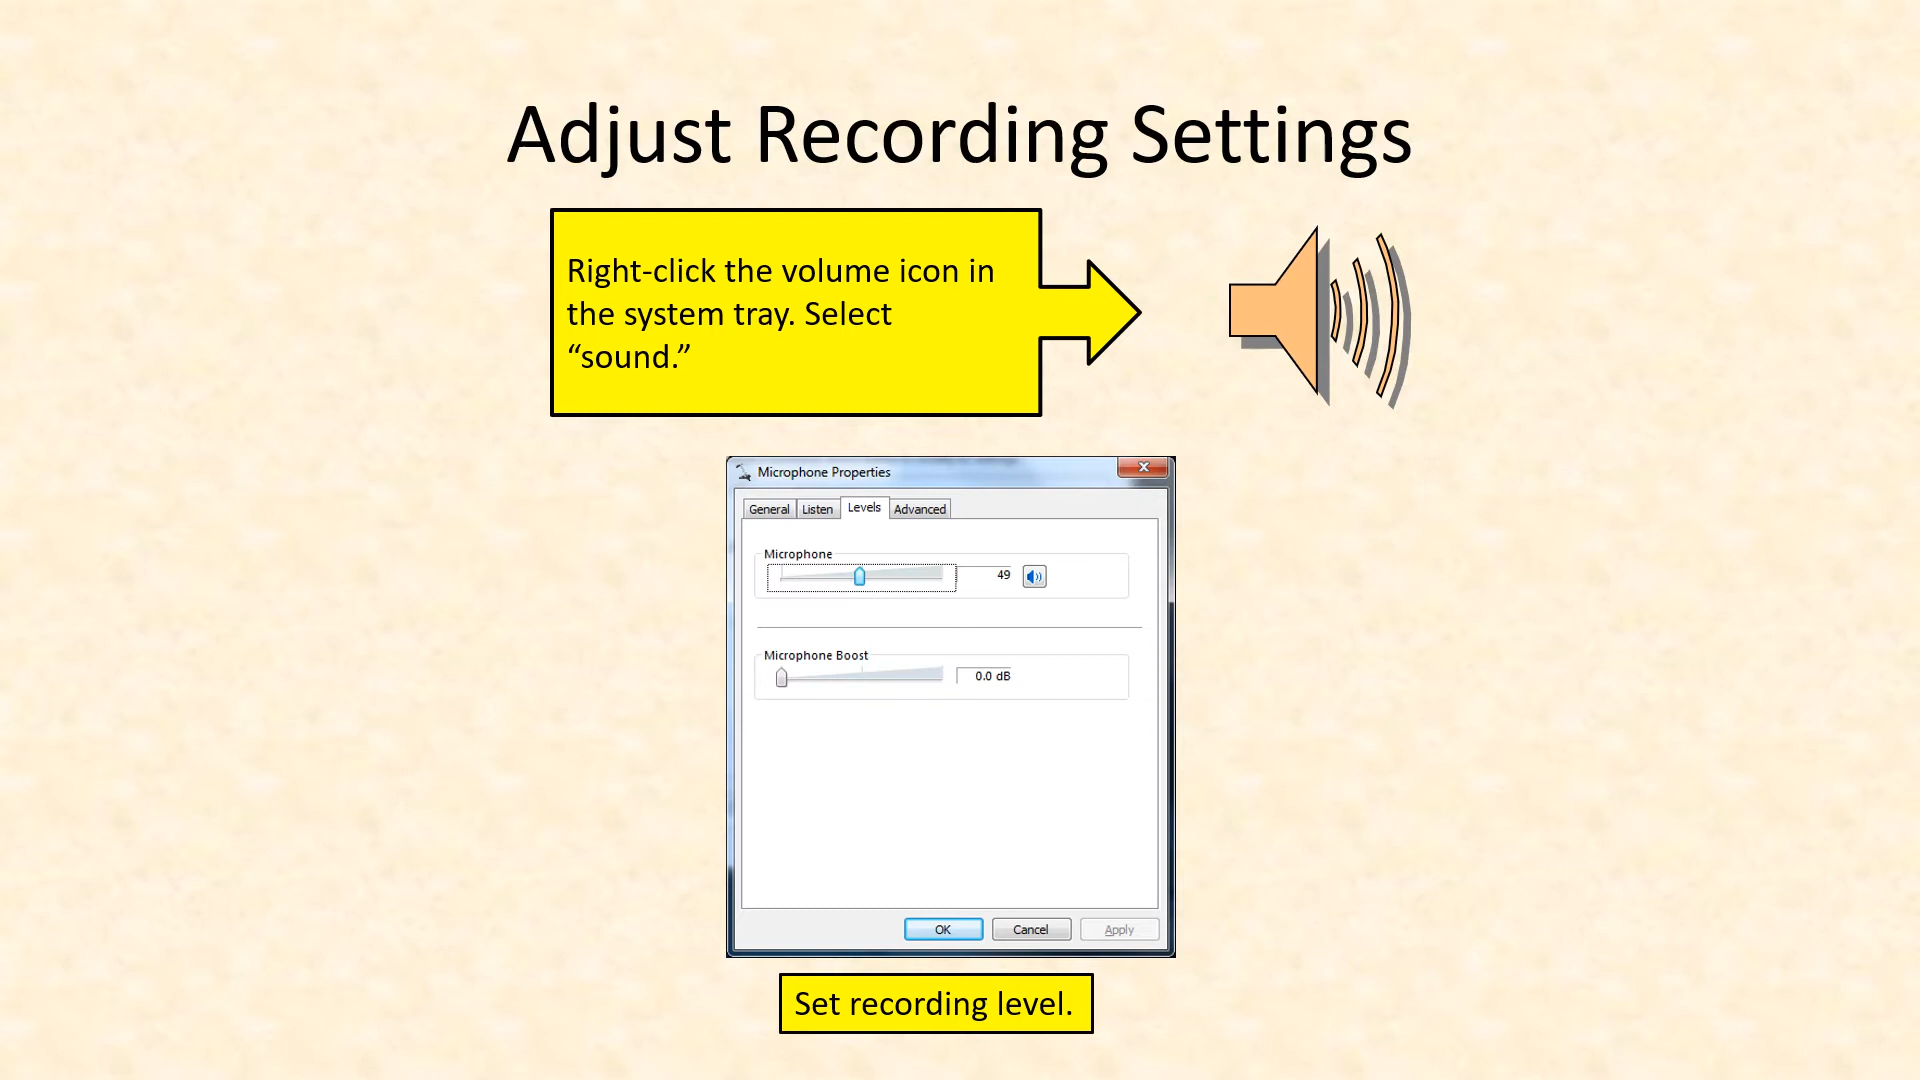 Adjust Recording Settings
Right-click the volume icon in
the system tray. Select
“sound.”
Microphone Properties
General Listen Levels Advanced
Microphone
49
Microphone Boost
0.0 dB
OK Cancel Apply
Set recording level.